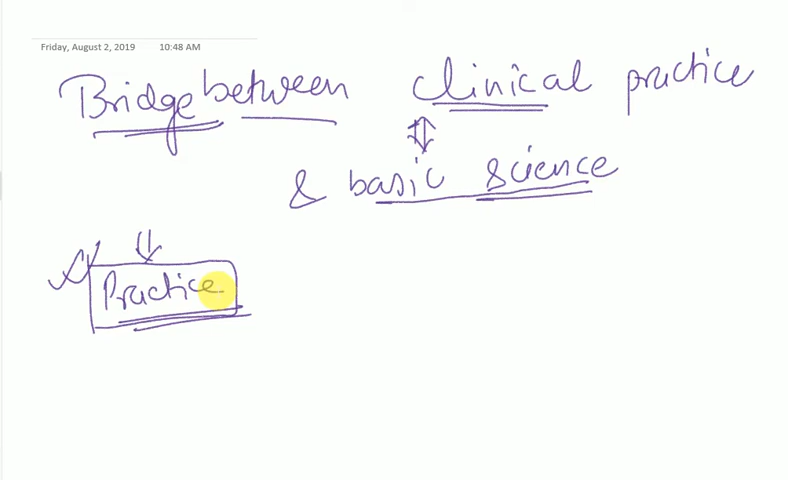 Friday, August 2, 2019 10:48 AM
Bridge between clinical practice
& basic science
Practice